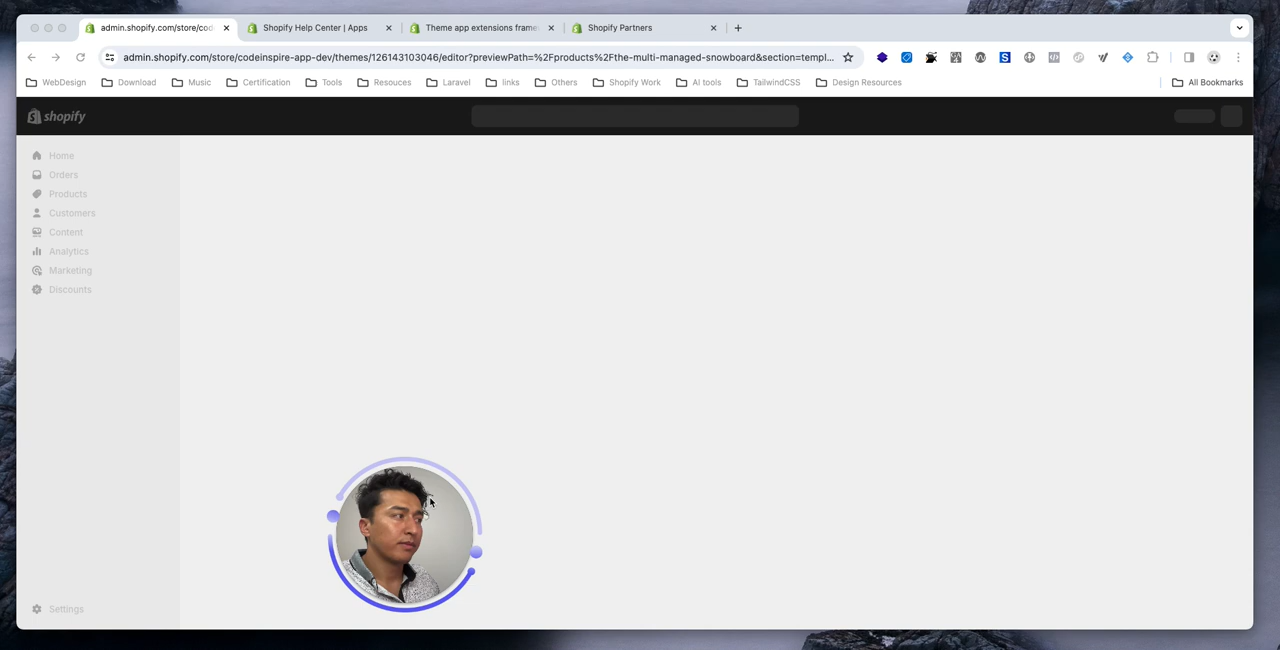 admin.shopify.com/store/cod
Shopify Help Center | Apps
Theme app extensions frame
Shopify Partners
admin.shopify.com/store/codeinspire-app-dev/themes/126143103046/editor?previewPath=%2Fproducts%2Fthe-multi-managed-snowboard&section=templ...
WebDesign
Download
Music
Certification
Tools
Resouces
Laravel
links
Others
Shopify Work
AI tools
TailwindCSS
Design Resources
All Bookmarks
shopify
Home
Orders
Products
Customers
Content
Analytics
Marketing
Discounts
Settings